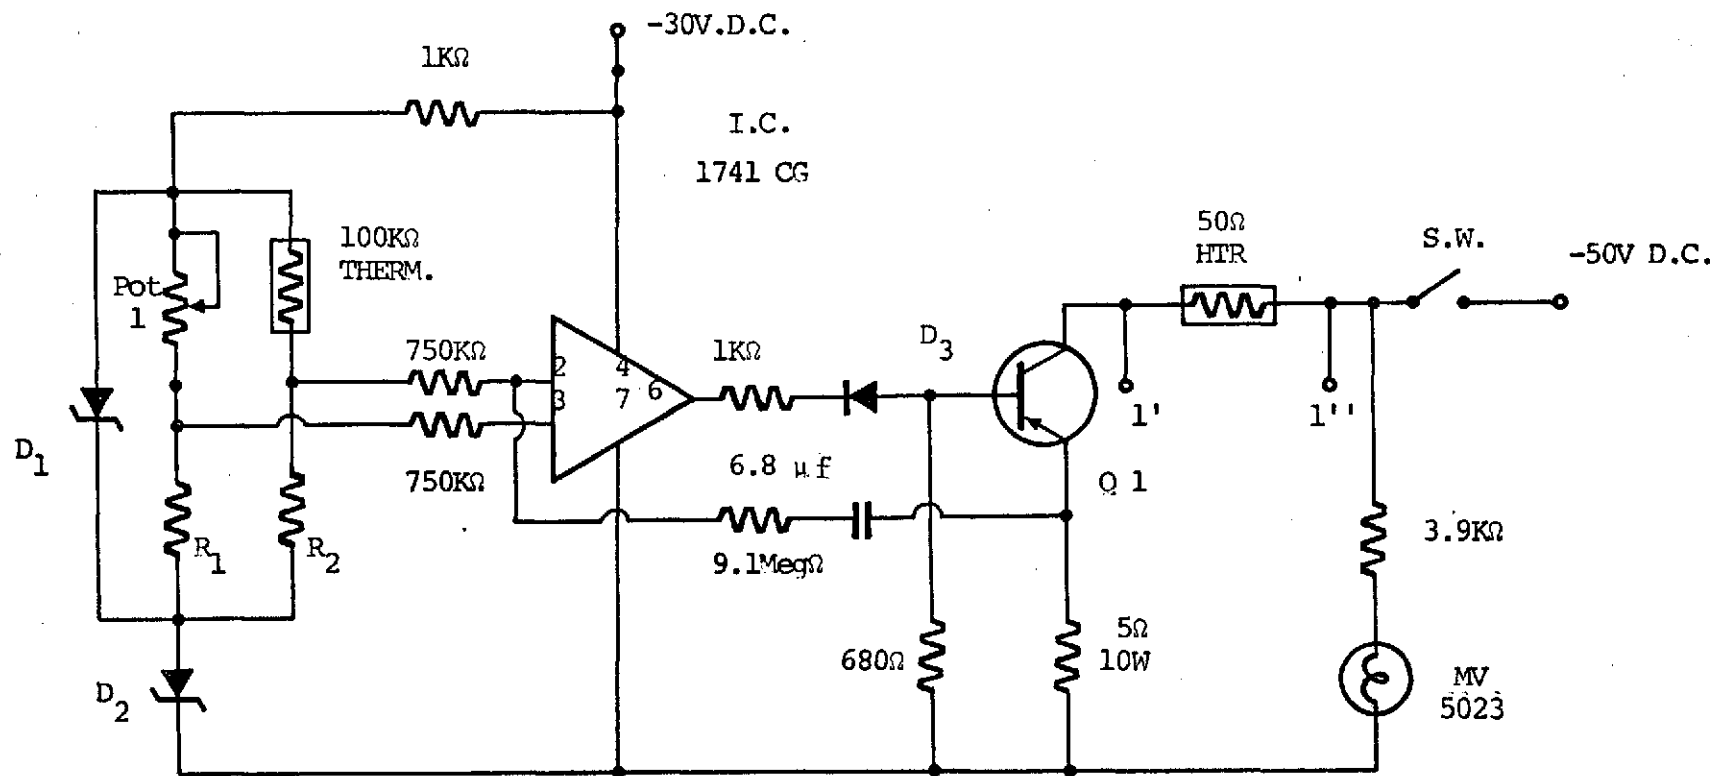 -30V.D.C.
1KΩ
I.C.
1741 CG
50Ω
HTR
S.W.
-50V D.C.
100KΩ
THERM.
Pot
1
D3
750KΩ
1KΩ
2
4
6
3
7
1'
1''
D1
750KΩ
6.8 μf
Q 1
R1
R2
9.1MegΩ
3.9KΩ
680Ω
5Ω
10W
D2
MV
5023